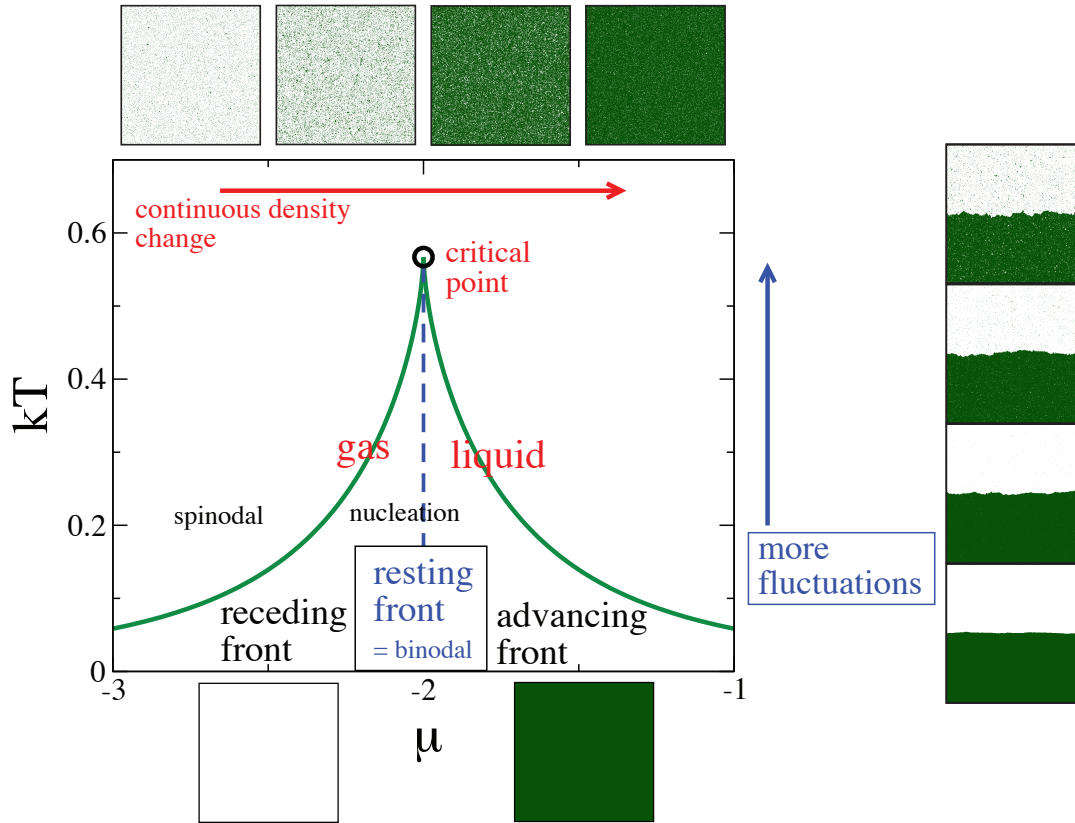 continuous density
change
0.6
critical
point
0.4
kT
gas
liquid
spinodal
nucleation
0.2
more
fluctuations
resting
front
= binodal
receding
front
advancing
front
0
-3
-2
-1
μ